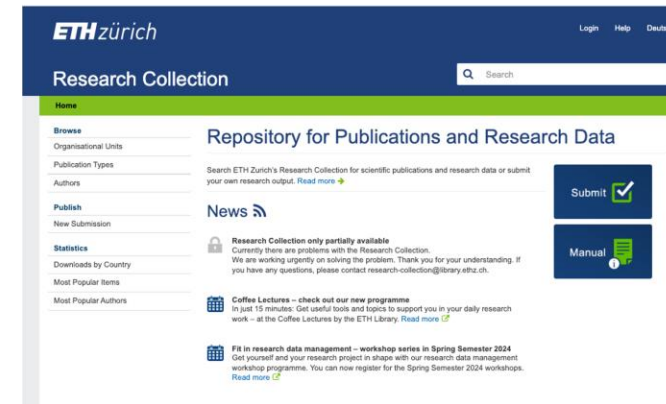 ETH zürich
Login Help
Research Collection
Search
Home
Browse
Organisational Units
Publication Types
Authors
Publish
New Submission
Statistics
Downloads by Country
Most Popular Items
Most Popular Authors
Repository for Publications and Research Data
Search ETH Zurich's Research Collection for scientific publications and research data or submit
your own research output. Read more
News
Research Collection only partially available
Currently there are problems with the Research Collection.
We are working urgently on solving the problem. Thank you for your understanding. If
you have any questions, please contact research-collection@library.ethz.ch.
Coffee Lectures – check out our new programme
In just 15 minutes: Get useful tools and topics to support you in your daily research
work – at the Coffee Lectures by the ETH Library. Read more
Fit in research data management – workshop series in Spring Semester 2024
Get yourself and your research project in shape with our research data management
workshop programme. You can now register for the Spring Semester 2024 workshops.
Read more
Submit
Manual